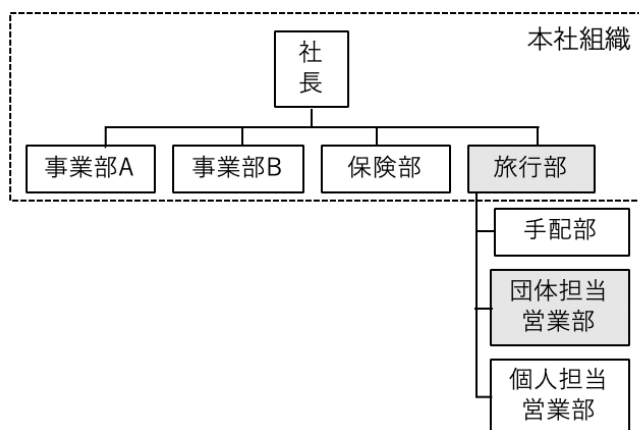 本社組織
社
長
事業部A
事業部B
保険部
旅行部
手配部
団体担当
営業部
個人担当
営業部